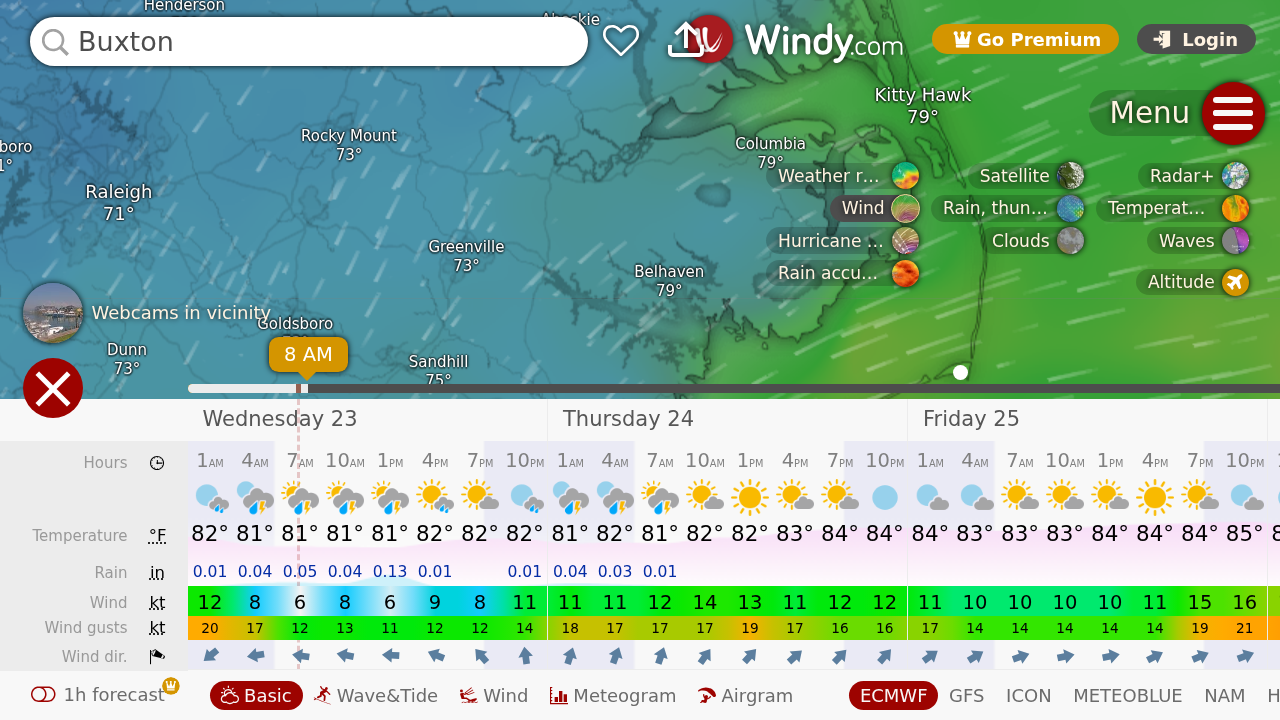 Henderson
Ahoskie
Buxton
Windy.com
Go Premium
Login
Menu
Kitty Hawk
79°
Rocky Mount
73°
Columbia
79°
boro
1°
Raleigh
71°
Weather r...
Satellite
Radar+
Wind
Rain, thun...
Temperat...
Hurricane ...
Clouds
Waves
Rain accu...
Altitude
Greenville
73°
Belhaven
79°
Webcams in vicinity
Goldsboro
8 AM
Dunn
73°
Sandhill
75°
Wednesday 23
Thursday 24
Friday 25
Hours 1AM 4AM 7AM 10AM 1PM 4PM 7PM 10PM 1AM 4AM 7AM 10AM 1PM 4PM 7PM 10PM 1AM 4AM 7AM 10AM 1PM 4PM 7PM 10PM
Temperature °F 82° 81° 81° 81° 81° 82° 82° 82° 81° 82° 81° 82° 82° 83° 84° 84° 84° 83° 83° 83° 84° 84° 84° 85° 8
Rain in 0.01 0.04 0.05 0.04 0.13 0.01 0.01 0.04 0.03 0.01
Wind kt 12 8 6 8 6 9 8 11 11 11 12 14 13 11 12 12 11 10 10 10 10 11 15 16
Wind gusts kt 20 17 12 13 11 12 12 14 18 17 17 17 19 17 16 16 17 14 14 14 14 14 19 21
Wind dir.
1h forecast
Basic
Wave&Tide
Wind
Meteogram
Airgram
ECMWF
GFS
ICON
METEOBLUE
NAM
H